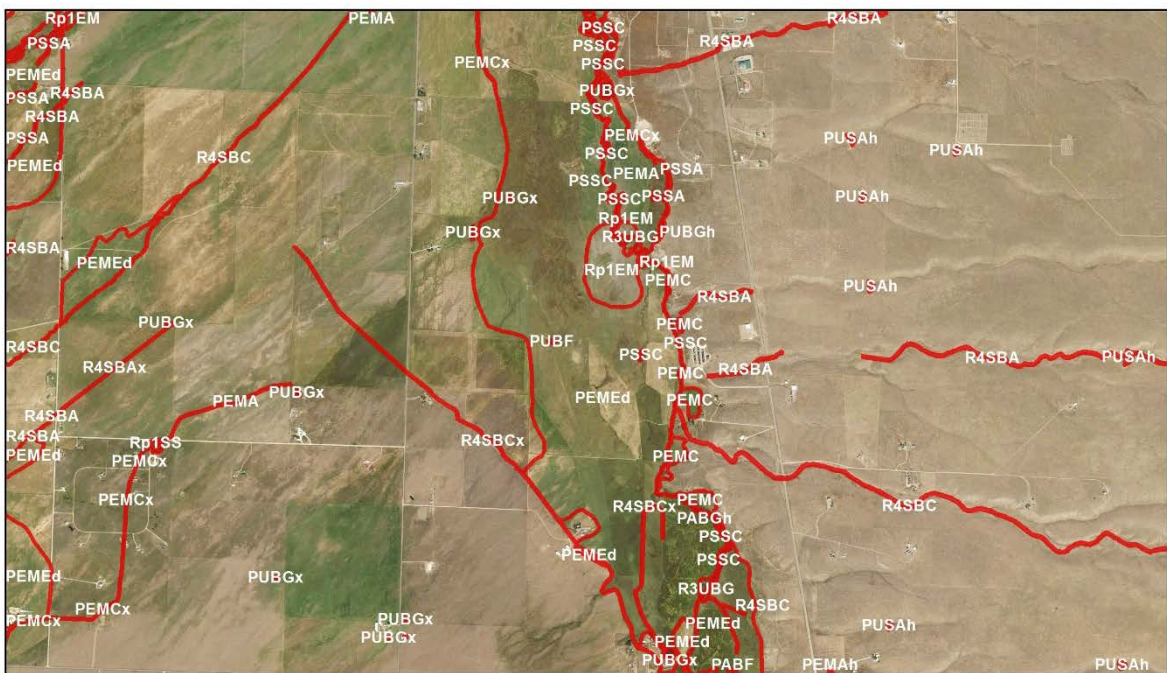 Rp1EM
PEMA
R4SBA
PSSC
PSSA
PSSC
R4SBA
PEMCx
PSSC
PEMEd
PUBGx
PSSA
R4SBA
PSSC
R4SBA
PEMCx
PUSAh
PSSA
PUSAh
R4SBC
PSSC
PEMEd
PEMA
PSSA
PSSC
PUBGx
PSSC
PSSA
PUSAh
Rp1EM
PUBGx
R3UBG
PUBGh
R4SBA
PEMEd
Rp1EM
Rp1EM
PEMC
PUSAh
R4SBA
PUBGx
PEMC
R4SBC
PUBF
PSSC
PSSC
R4SBA
PUSAh
R4SBAx
PEMC
R4SBA
PUBGx
PEMA
PEMEd
PEMC
R4SBA
R4SBA
Rp1SS
R4SBCx
PEMEd
PEMCx
PEMC
PEMCx
R4SBCx
PEMC
R4SBC
PABGh
PSSC
PEMEd
PSSC
PEMEd
PUBGx
R3UBG
PEMCx
R4SBC
PEMCx
PUBGx
PEMEd
PUSAh
PUBGx
PEMEd
PUBGx
PABF
PEMAh
PUSAh